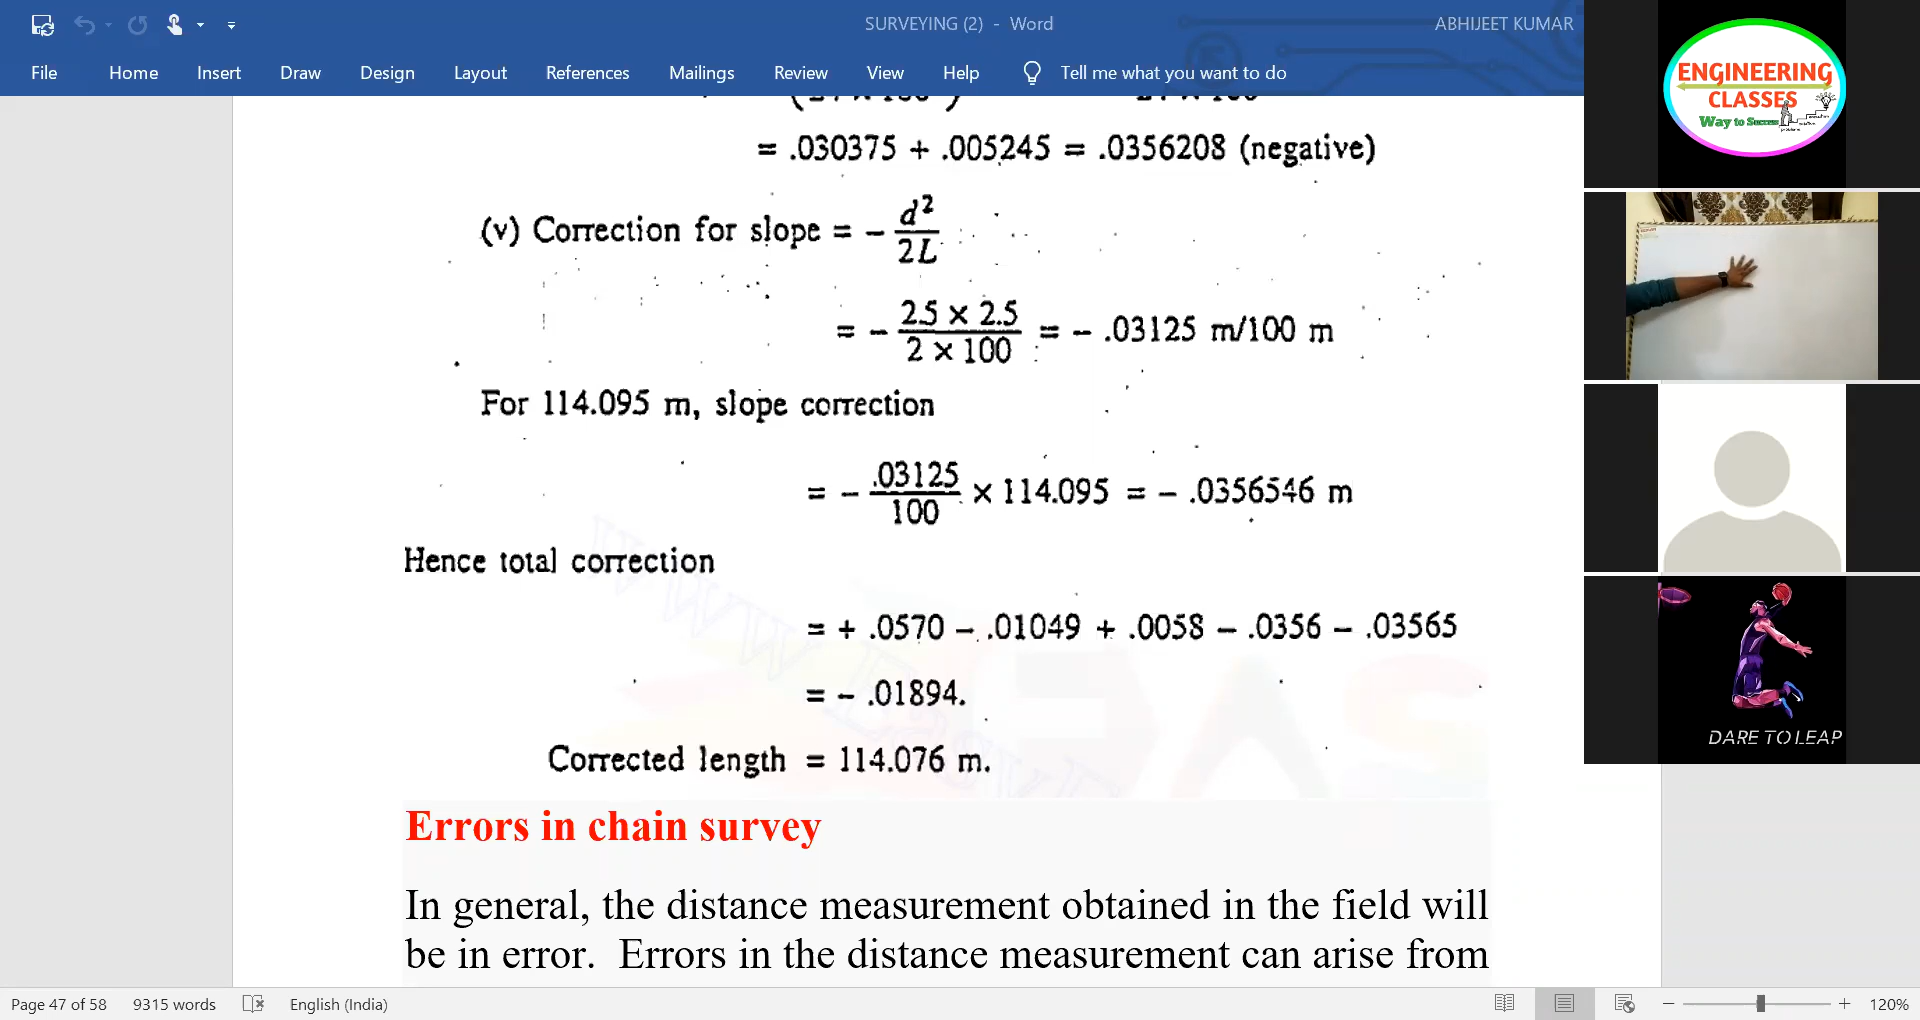 SURVEYING (2) - Word
ABHIJEET KUMAR
File Home Insert Draw Design Layout References Mailings Review View Help Tell me what you want to do
= .030375 + .005245 = .0356208 (negative)
(v) Correction for slope = - d²/2L
= - 2.5 × 2.5 / 2 × 100 = - .03125 m/100 m
For 114.095 m, slope correction
= - .03125/100 × 114.095 = - .0356546 m
Hence total correction
= + .0570 - .01049 + .0058 - .0356 - .03565
= - .01894.
Corrected length = 114.076 m.
Errors in chain survey
In general, the distance measurement obtained in the field will
be in error. Errors in the distance measurement can arise from
Page 47 of 58 9315 words English (India) 120%
ENGINEERING
CLASSES
Way to Success
DARE TO LEAP